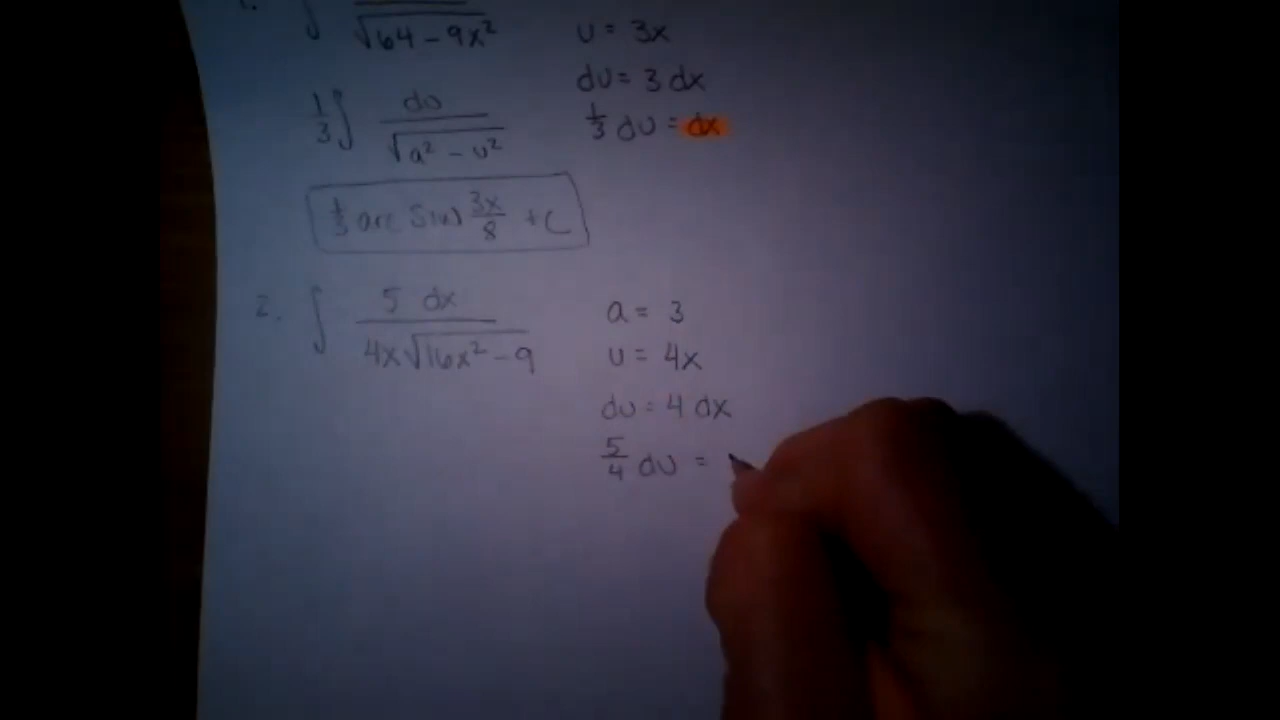 1. ∫ √64 - 9x² u = 3x
du = 3 dx
1/3 ∫ du / √a² - u² 1/3 du = dx
1/3 arc sin 3x/8 + C
2. ∫ 5 dx / 4x√16x² - 9 a = 3
u = 4x
du = 4 dx
5/4 du =